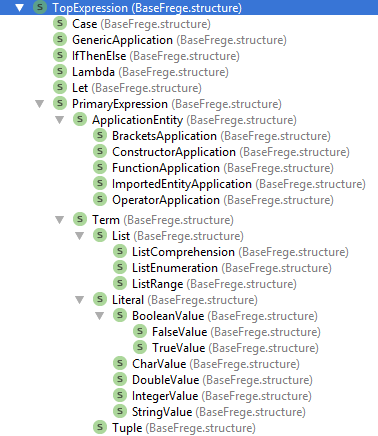 S TopExpression (BaseFrege.structure)
S Case (BaseFrege.structure)
S GenericApplication (BaseFrege.structure)
S IfThenElse (BaseFrege.structure)
S Lambda (BaseFrege.structure)
S Let (BaseFrege.structure)
S PrimaryExpression (BaseFrege.structure)
S ApplicationEntity (BaseFrege.structure)
S BracketsApplication (BaseFrege.structure)
S ConstructorApplication (BaseFrege.structure)
S FunctionApplication (BaseFrege.structure)
S ImportedEntityApplication (BaseFrege.structure)
S OperatorApplication (BaseFrege.structure)
S Term (BaseFrege.structure)
S List (BaseFrege.structure)
S ListComprehension (BaseFrege.structure)
S ListEnumeration (BaseFrege.structure)
S ListRange (BaseFrege.structure)
S Literal (BaseFrege.structure)
S BooleanValue (BaseFrege.structure)
S FalseValue (BaseFrege.structure)
S TrueValue (BaseFrege.structure)
S CharValue (BaseFrege.structure)
S DoubleValue (BaseFrege.structure)
S IntegerValue (BaseFrege.structure)
S StringValue (BaseFrege.structure)
S Tuple (BaseFrege.structure)